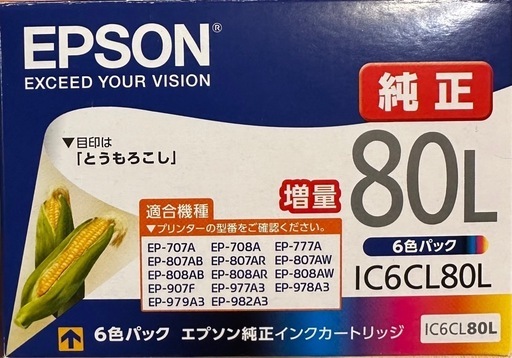 EPSON®
EXCEED YOUR VISION
純正
▼目印は
「とうもろこし」
増量
80L
適合機種
▼プリンターの型番をご確認ください。
EP-707A EP-708A EP-777A
EP-807AB EP-807AR EP-807AW
EP-808AB EP-808AR EP-808AW
EP-907F EP-977A3 EP-978A3
EP-979A3 EP-982A3
6色パック
IC6CL80L
6色パック エプソン純正インクカートリッジ
IC6CL80L